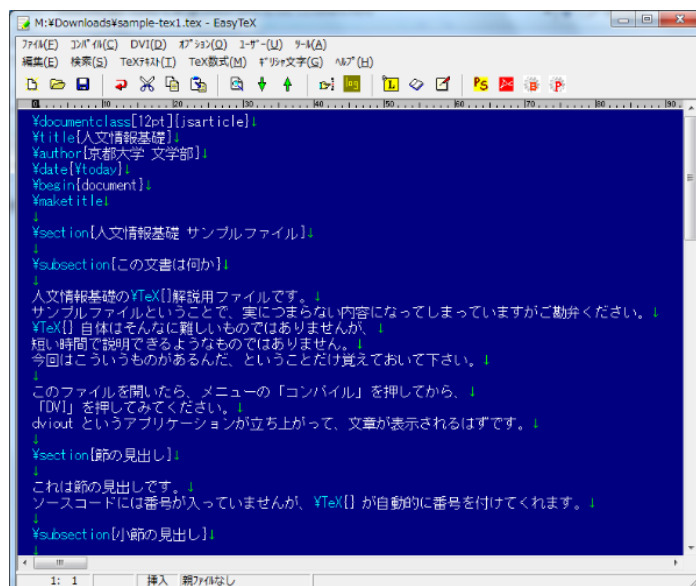 M:¥Downloads¥sample-tex1.tex - EasyTeX
ファイル(F) コンパイル(C) DVI(D) オプション(O) ユーザー(U) ツール(A)
編集(E) 検索(S) TeXテキスト(I) TeX数式(M) ギリシャ文字(G) ヘルプ(H)
0 10 20 30 40 50 60 70 80 90
¥documentclass[12pt]{jsarticle}↓
¥title{人文情報基礎}↓
¥author{京都大学 文学部}↓
¥date{¥today}↓
¥begin{document}↓
¥maketitle↓
↓
¥section{人文情報基礎 サンプルファイル}↓
↓
¥subsection{この文書は何か}↓
↓
人文情報基礎の¥TeX{}解説用ファイルです。↓
サンプルファイルということで、実につまらない内容になってしまっていますがご勘弁ください。↓
¥TeX{} 自体はそんなに難しいものではありませんが、↓
短い時間で説明できるようなものではありません。↓
今回はこういうものがあるんだ、ということだけ覚えておいて下さい。↓
↓
このファイルを開いたら、メニューの「コンパイル」を押してから、↓
「DVI」を押してみてください。↓
dviout というアプリケーションが立ち上がって、文章が表示されるはずです。↓
↓
¥section{節の見出し}↓
↓
これは節の見出しです。↓
ソースコードには番号が入っていませんが、¥TeX{} が自動的に番号を付けてくれます。↓
↓
¥subsection{小節の見出し}↓
↓
1: 1 挿入 親ファイルなし